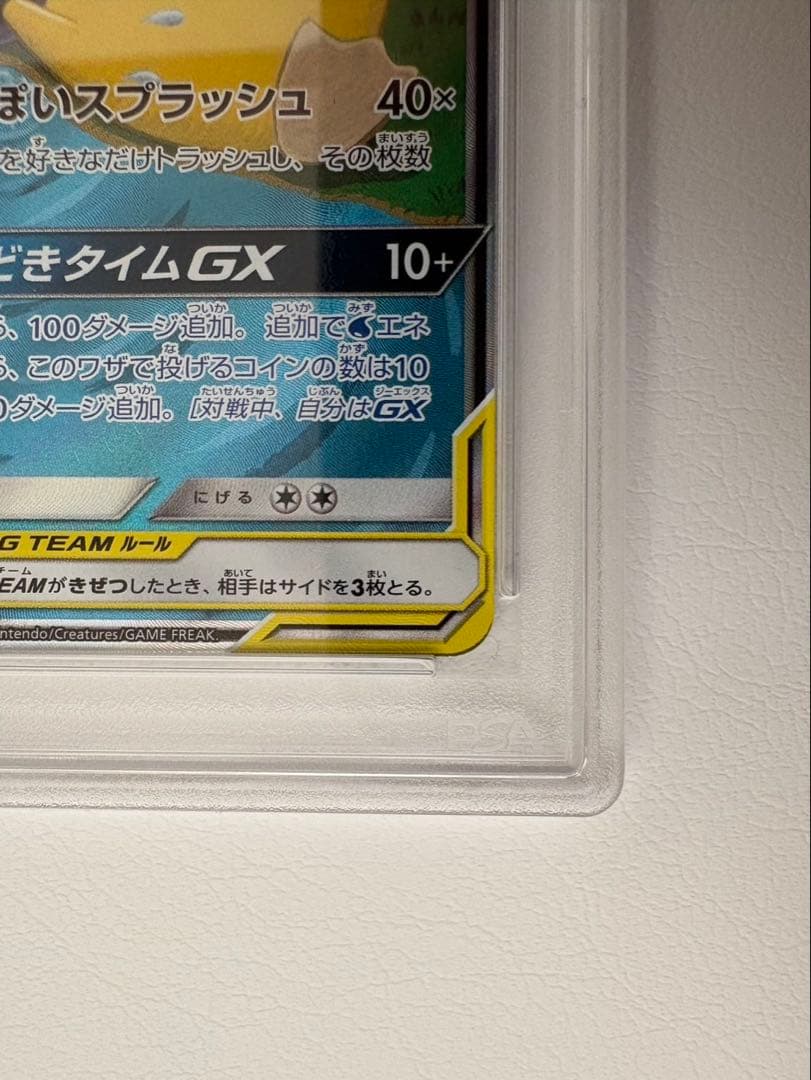 ぽいスプラッシュ 40×
を好きなだけトラッシュし、その枚数
どきタイムGX 10+
、100ダメージ追加。追加でエネ
、このワザで投げるコインの数は10
0ダメージ追加。[対戦中、自分はGX
にげる
G TEAM ルール
EAMがきぜつしたとき、相手はサイドを3枚とる。
ntendo/Creatures/GAME FREAK.
PSA